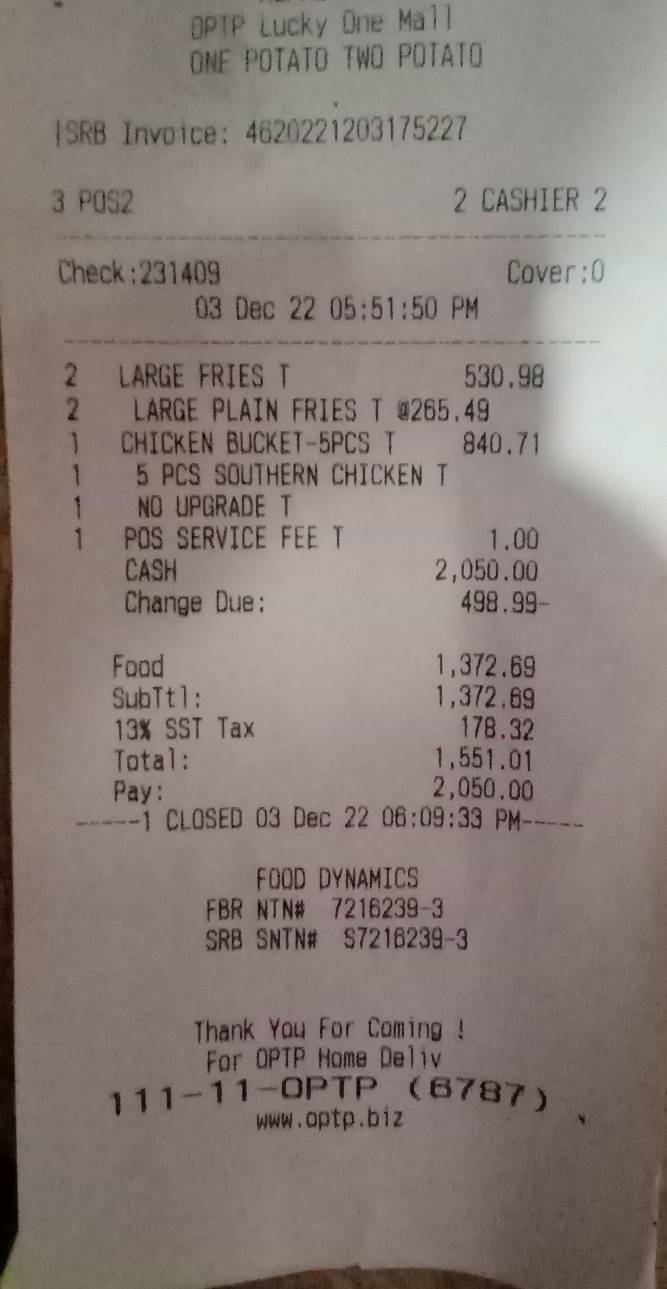 OPTP Lucky One Mall
ONE POTATO TWO POTATO
|SRB Invoice: 4620221203175227
3 POS2 2 CASHIER 2
Check:231409 Cover:0
03 Dec 22 05:51:50 PM
2 LARGE FRIES T 530.98
2 LARGE PLAIN FRIES T @265.49
1 CHICKEN BUCKET-5PCS T 840.71
1 5 PCS SOUTHERN CHICKEN T
1 NO UPGRADE T
1 POS SERVICE FEE T 1.00
CASH 2,050.00
Change Due: 498.99-
Food 1,372.69
SubTtl: 1,372.69
13% SST Tax 178.32
Total: 1,551.01
Pay: 2,050.00
-----1 CLOSED 03 Dec 22 06:09:33 PM-----
FOOD DYNAMICS
FBR NTN# 7216239-3
SRB SNTN# S7216239-3
Thank You For Coming !
For OPTP Home Deliv
111-11-OPTP (6787)
www.optp.biz